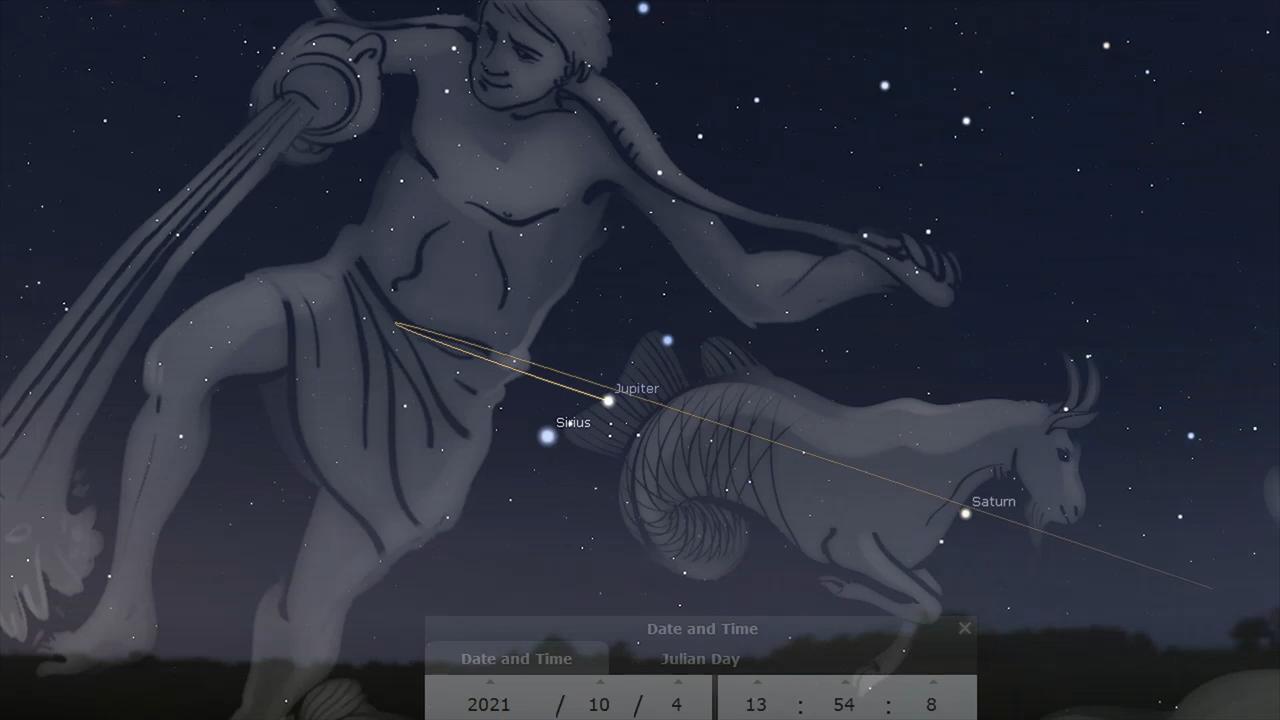 Jupiter
Sirius
Saturn
Date and Time
Date and Time Julian Day
2021 / 10 / 4 13 : 54 : 8